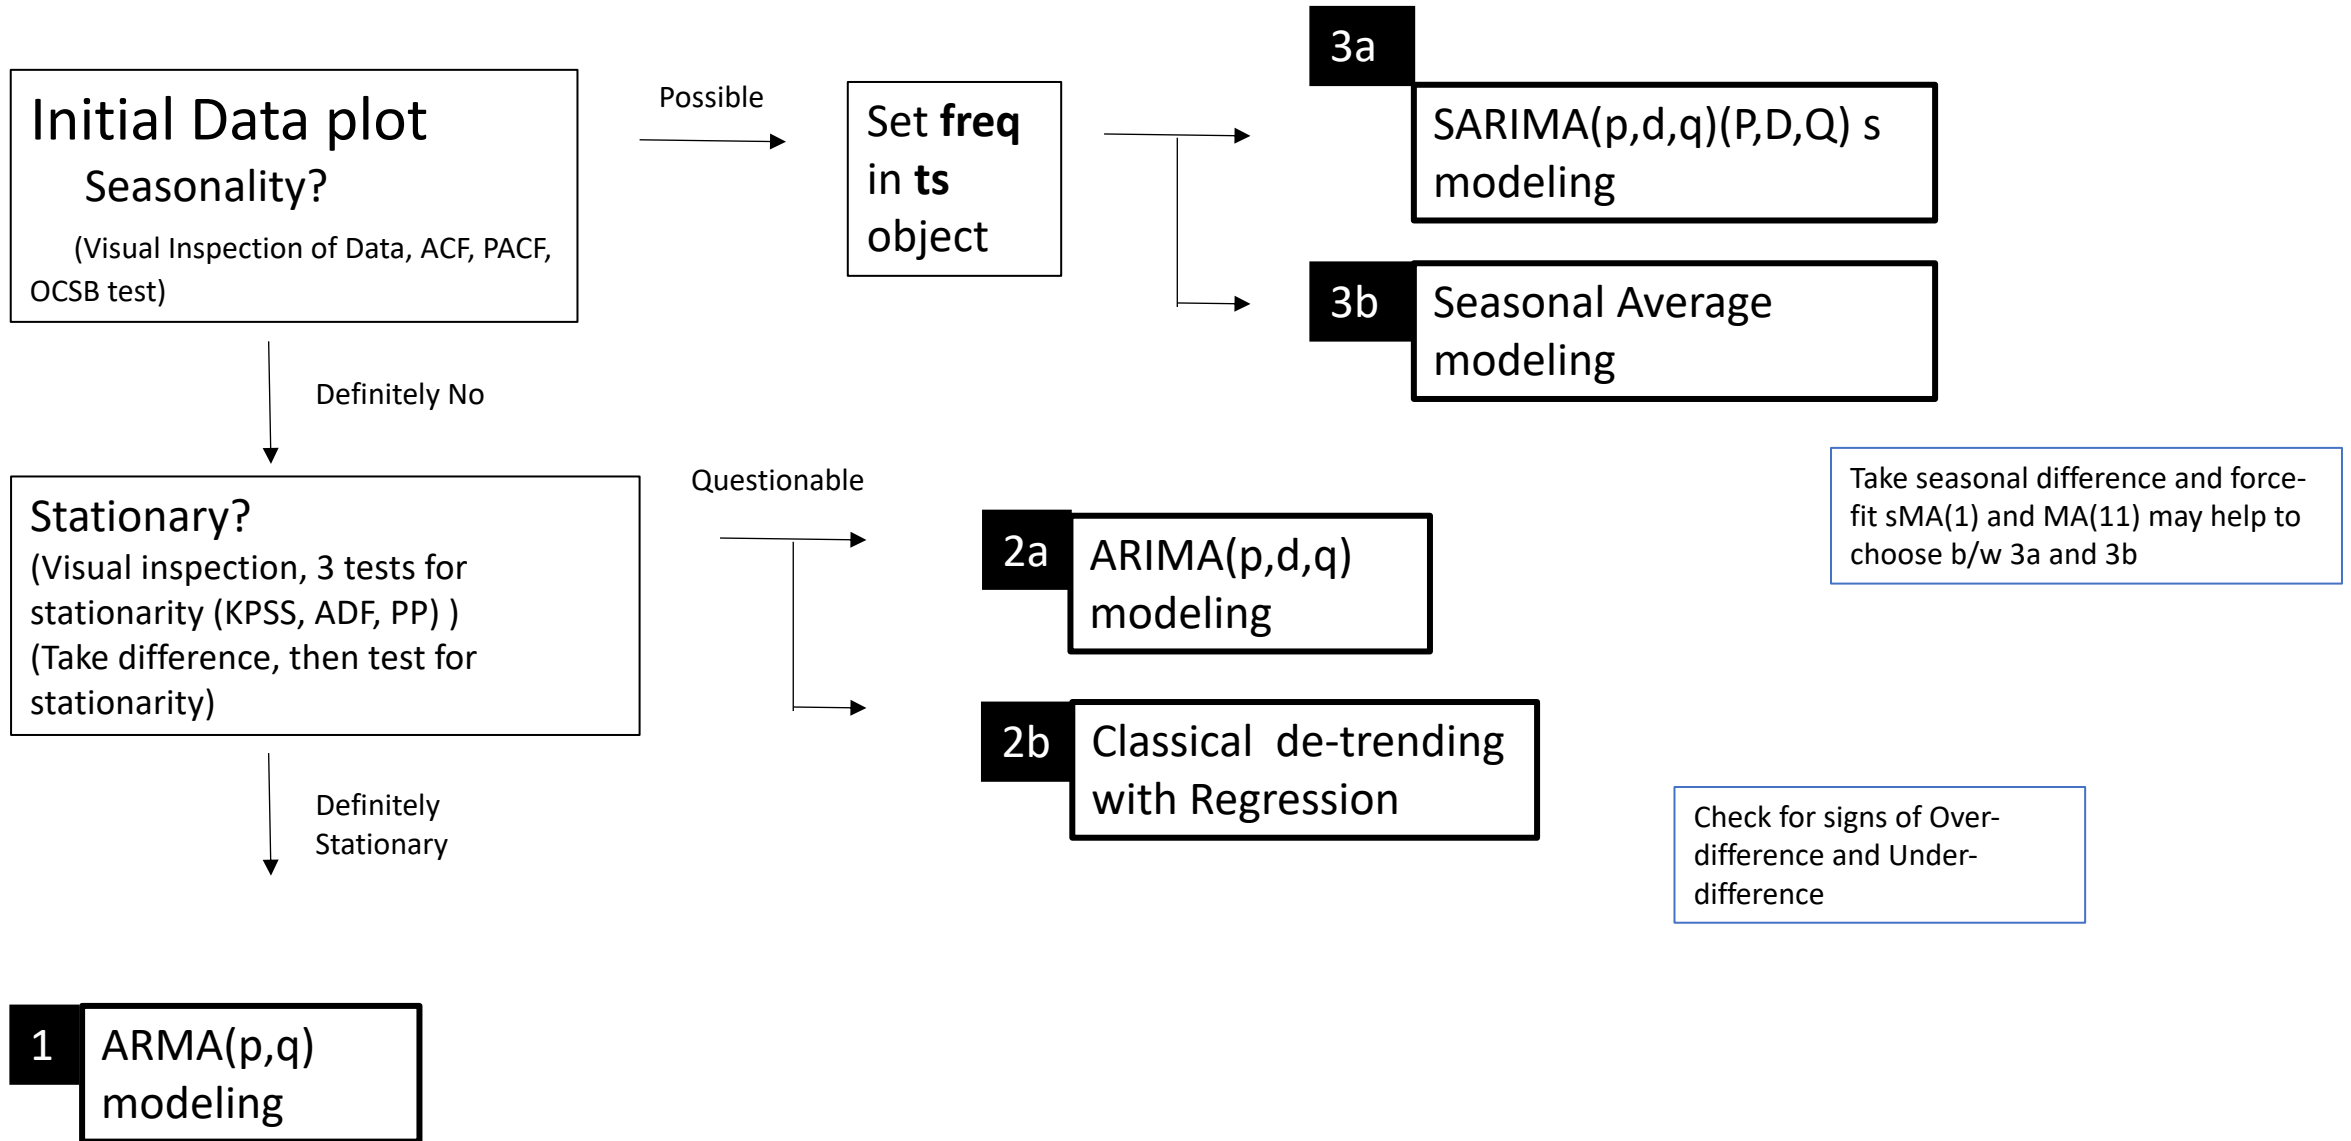 Initial Data plot
Seasonality?
(Visual Inspection of Data, ACF, PACF,
OCSB test)
Possible
Set freq
in ts
object
3a
SARIMA(p,d,q)(P,D,Q) s
modeling
3b
Seasonal Average
modeling
Definitely No
Take seasonal difference and force-
fit sMA(1) and MA(11) may help to
choose b/w 3a and 3b
Stationary?
(Visual inspection, 3 tests for
stationarity (KPSS, ADF, PP) )
(Take difference, then test for
stationarity)
Questionable
2a
ARIMA(p,d,q)
modeling
2b
Classical de-trending
with Regression
Check for signs of Over-
difference and Under-
difference
Definitely
Stationary
1
ARMA(p,q)
modeling